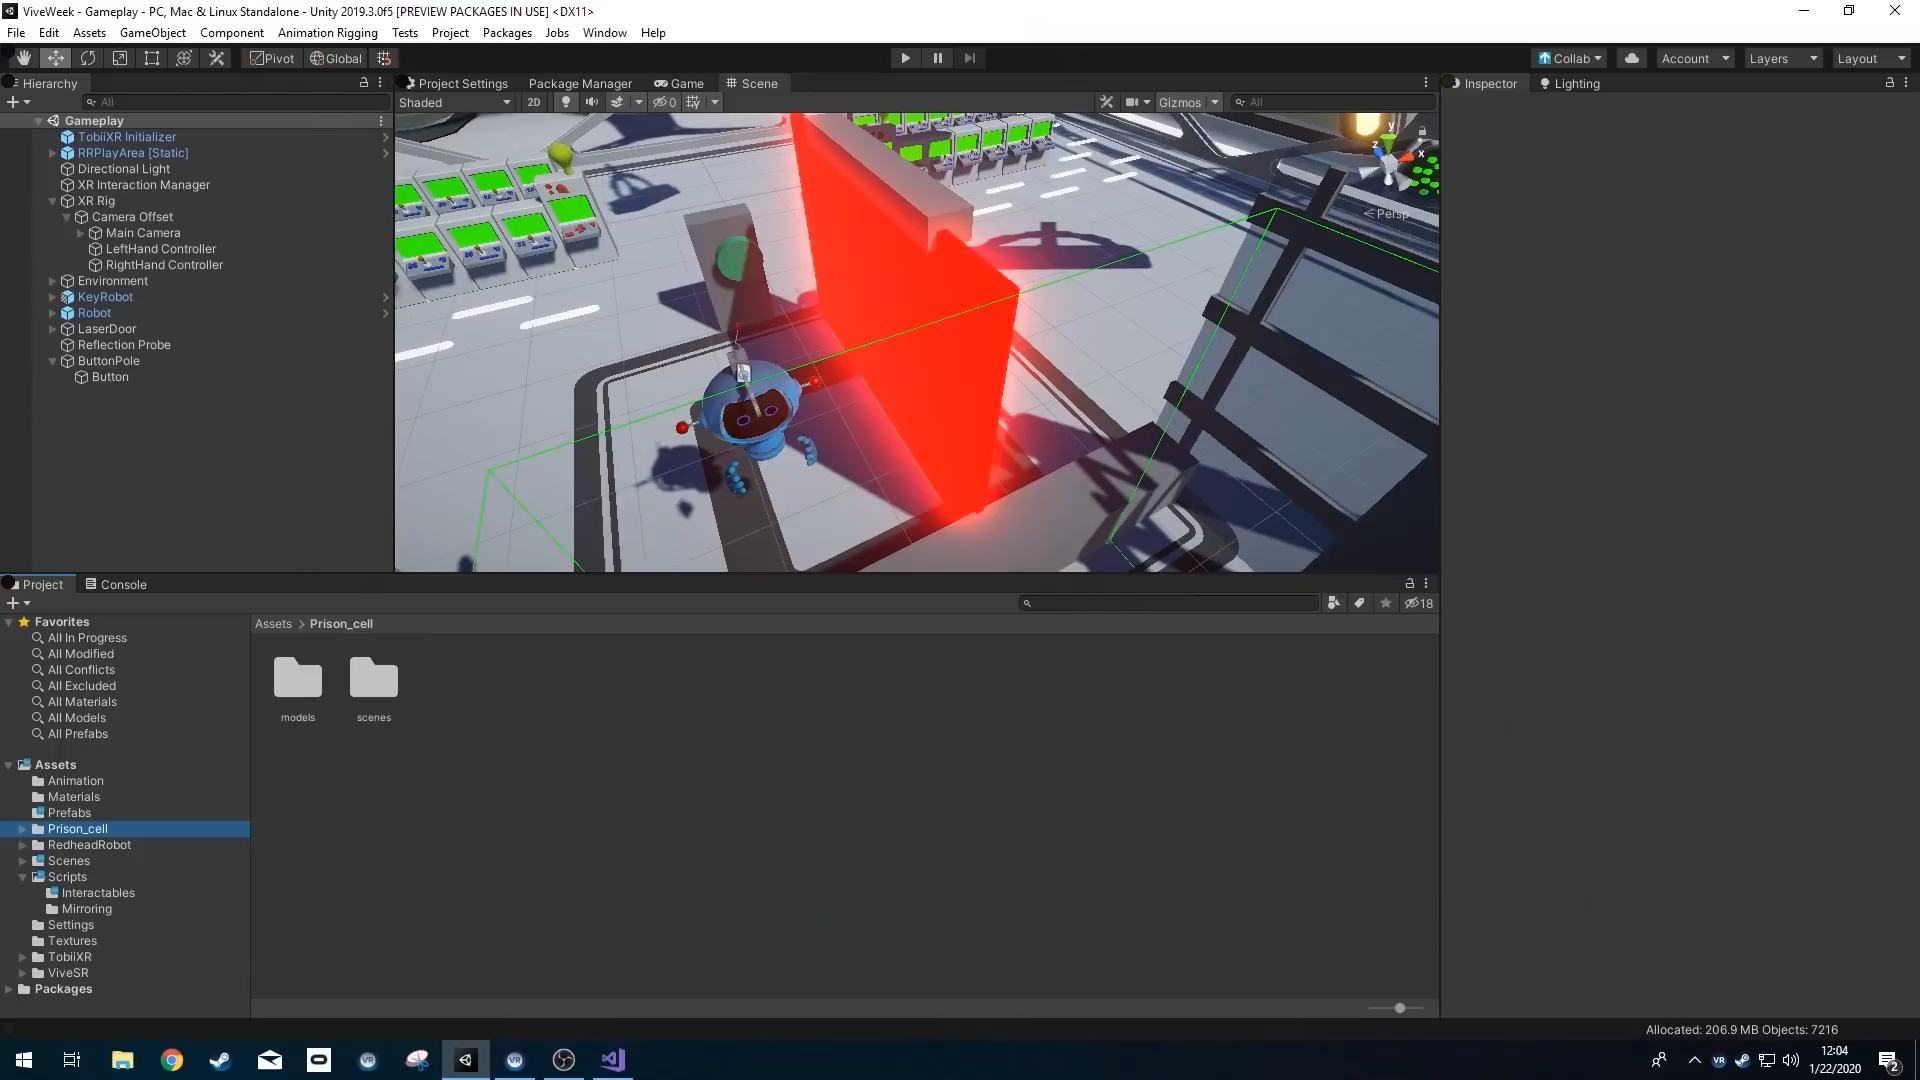 ViveWeek - Gameplay - PC, Mac & Linux Standalone - Unity 2019.3.0f5 [PREVIEW PACKAGES IN USE] <DX11>
File Edit Assets GameObject Component Animation Rigging Tests Project Packages Jobs Window Help
Pivot Global Collab Account Layers Layout
Hierarchy Project Settings Package Manager Game Scene Inspector Lighting
All Shaded 2D 0 Gizmos All
Gameplay
TobiiXR Initializer
RRPlayArea [Static]
Directional Light
XR Interaction Manager
XR Rig
Camera Offset
Main Camera
LeftHand Controller
RightHand Controller
Environment
KeyRobot
Robot
LaserDoor
Reflection Probe
ButtonPole
Button
y
z x
Persp
Project Console
18
Favorites
All In Progress
All Modified
All Conflicts
All Excluded
All Materials
All Models
All Prefabs
Assets
Animation
Materials
Prefabs
Prison_cell
RedheadRobot
Scenes
Scripts
Interactables
Mirroring
Settings
Textures
TobiiXR
ViveSR
Packages
Assets > Prison_cell
models scenes
Allocated: 206.9 MB Objects: 7216
VR VR VR
12:04
1/22/2020
2